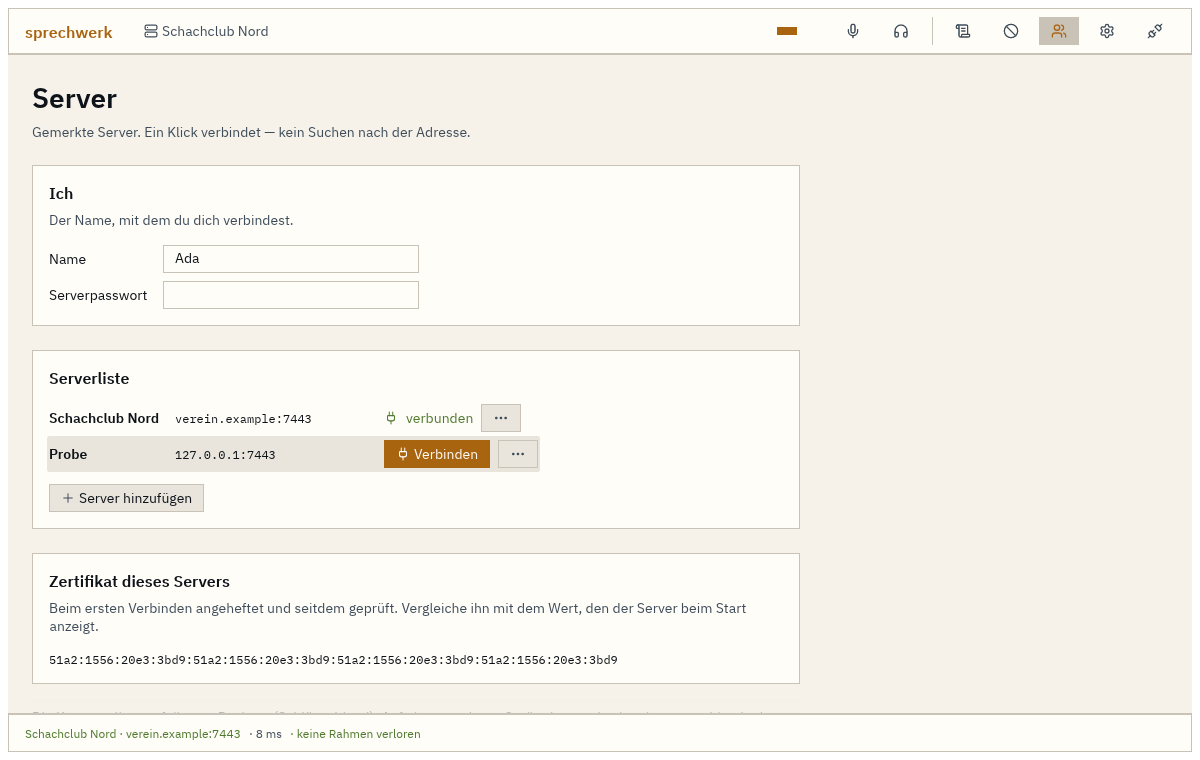 sprechwerk
Schachclub Nord
Server
Gemerkte Server. Ein Klick verbindet — kein Suchen nach der Adresse.
Ich
Der Name, mit dem du dich verbindest.
Name
Ada
Serverpasswort
Serverliste
Schachclub Nord verein.example:7443 verbunden ···
Probe 127.0.0.1:7443 Verbinden ···
+ Server hinzufügen
Zertifikat dieses Servers
Beim ersten Verbinden angeheftet und seitdem geprüft. Vergleiche ihn mit dem Wert, den der Server beim Start
anzeigt.
51a2:1556:20e3:3bd9:51a2:1556:20e3:3bd9:51a2:1556:20e3:3bd9:51a2:1556:20e3:3bd9
Schachclub Nord · verein.example:7443 · 8 ms · keine Rahmen verloren